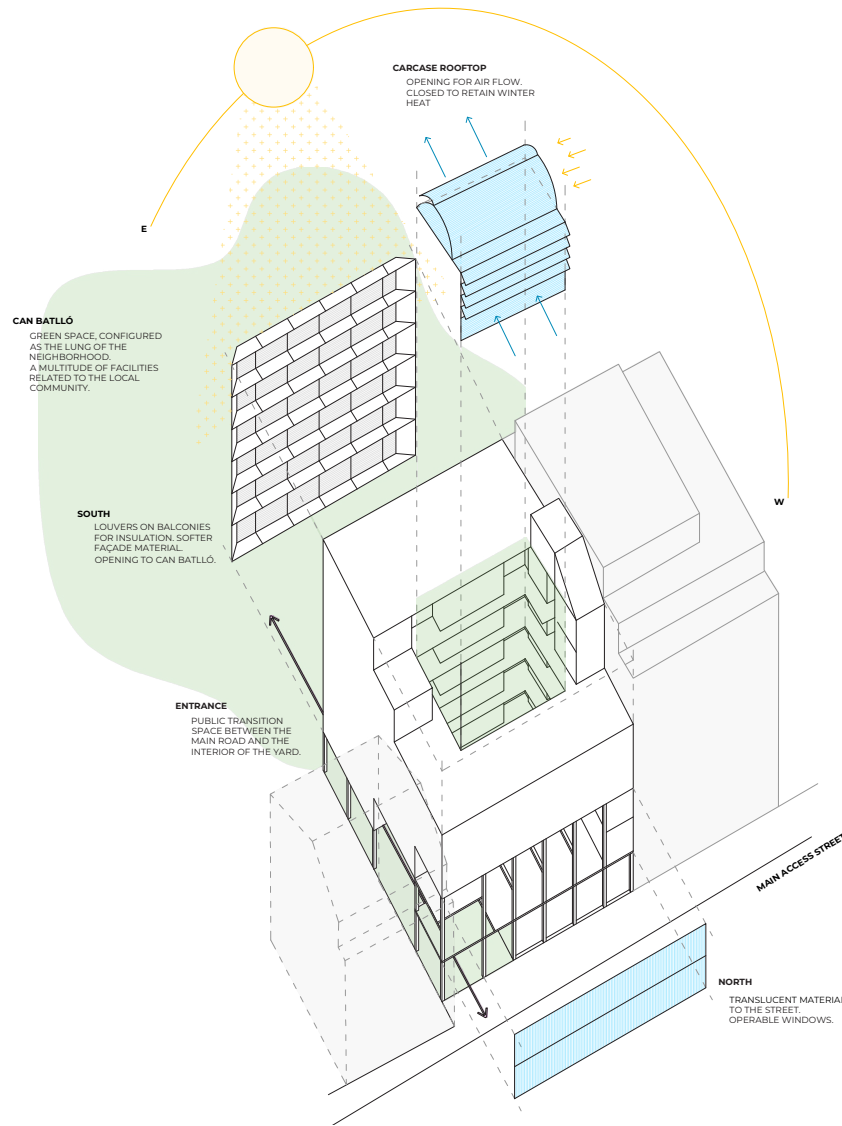 CARCASE ROOFTOP
OPENING FOR AIR FLOW.
CLOSED TO RETAIN WINTER
HEAT
E
CAN BATLLÓ
GREEN SPACE, CONFIGURED
AS THE LUNG OF THE
NEIGHBORHOOD.
A MULTITUDE OF FACILITIES
RELATED TO THE LOCAL
COMMUNITY.
W
SOUTH
LOUVERS ON BALCONIES
FOR INSULATION. SOFTER
FAÇADE MATERIAL.
OPENING TO CAN BATLLÓ.
ENTRANCE
PUBLIC TRANSITION
SPACE BETWEEN THE
MAIN ROAD AND THE
INTERIOR OF THE YARD.
MAIN ACCESS STREET
NORTH
TRANSLUCENT MATERIAL
TO THE STREET.
OPERABLE WINDOWS.